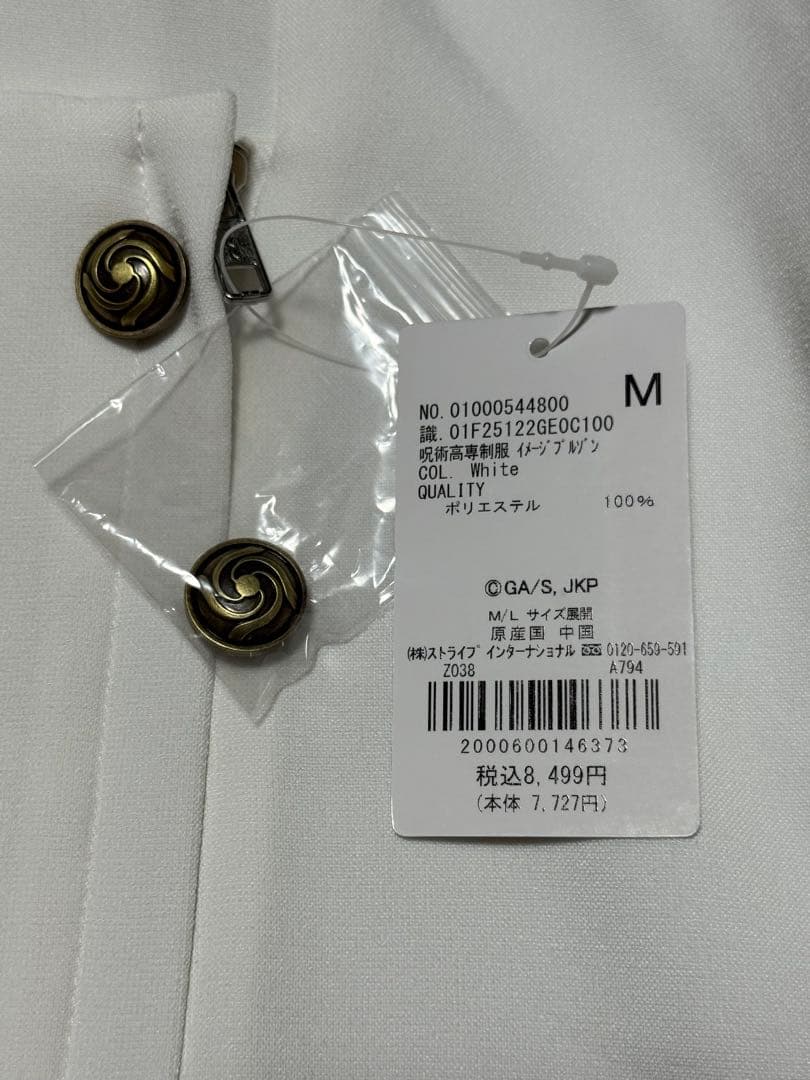 M
NO. 01000544800
識. 01F25122GE0C100
呪術高専制服 イメージブルゾン
COL. White
QUALITY
ポリエステル 100%
©GA/S, JKP
M/L サイズ展開
原産国 中国
(株)ストライプ インターナショナル 0120-659-591
Z038 A794
2000600146373
税込8,499円
(本体 7,727円)